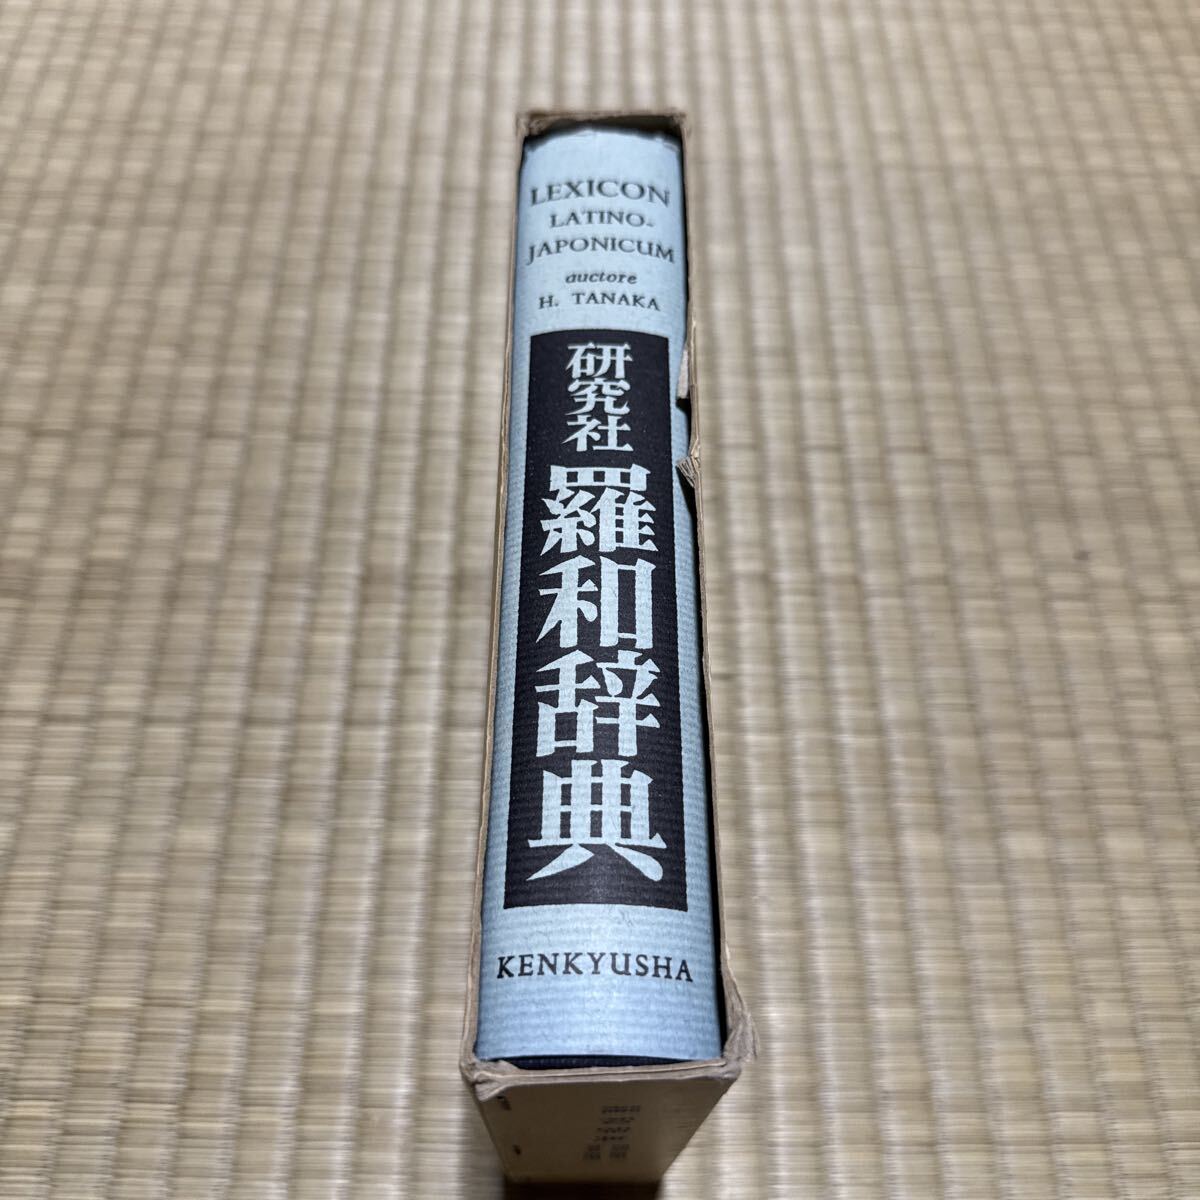 LEXICON
LATINO-
JAPONICUM
auctore
H. TANAKA
研究社
羅和辞典
KENKYUSHA